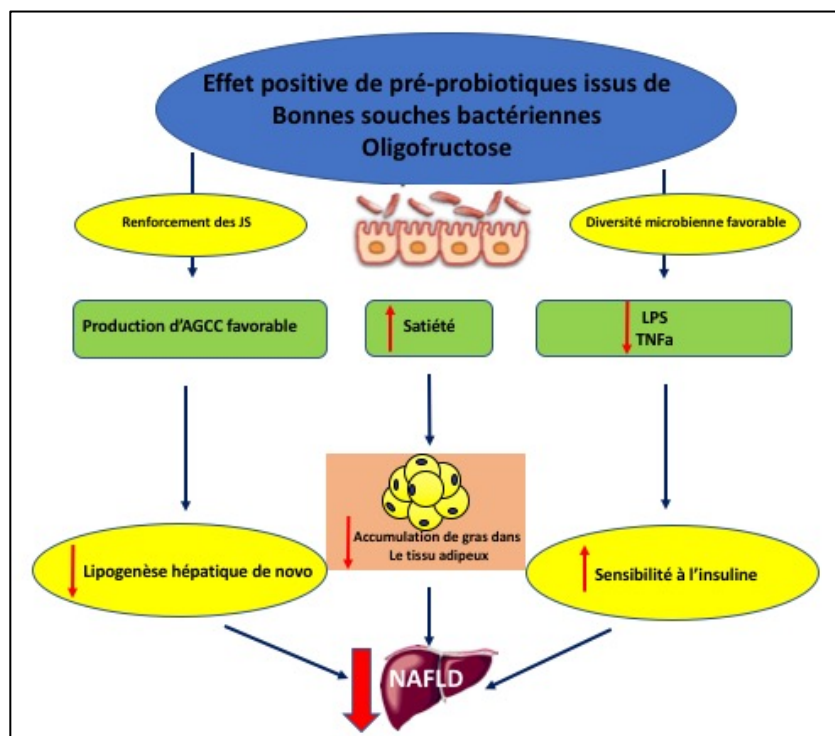 Effet positive de pré-probiotiques issus de
Bonnes souches bactériennes
Oligofructose
Renforcement des JS
Diversité microbienne favorable
Production d’AGCC favorable
Satiété
LPS
TNFa
Lipogenèse hépatique de novo
Accumulation de gras dans
Le tissu adipeux
Sensibilité à l’insuline
NAFLD